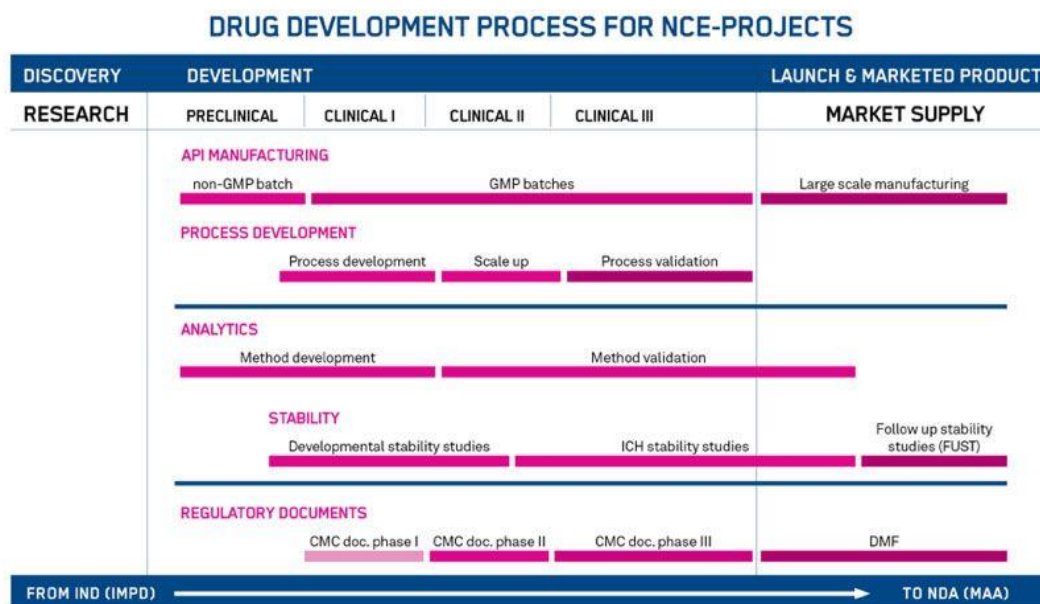 DRUG DEVELOPMENT PROCESS FOR NCE-PROJECTS
DISCOVERY DEVELOPMENT LAUNCH & MARKETED PRODUCT
RESEARCH PRECLINICAL CLINICAL I CLINICAL II CLINICAL III MARKET SUPPLY
API MANUFACTURING
non-GMP batch GMP batches Large scale manufacturing
PROCESS DEVELOPMENT
Process development Scale up Process validation
ANALYTICS
Method development Method validation
STABILITY
Developmental stability studies ICH stability studies Follow up stability
studies (FUST)
REGULATORY DOCUMENTS
CMC doc. phase I CMC doc. phase II CMC doc. phase III DMF
FROM IND (IMPD) TO NDA (MAA)